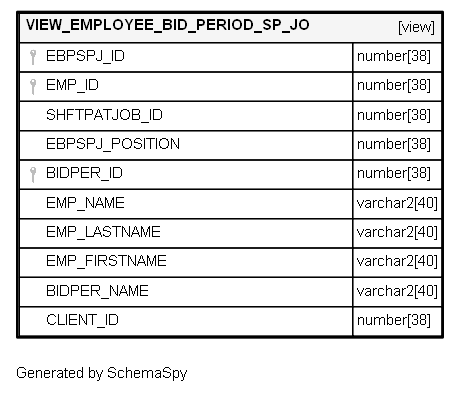 VIEW_EMPLOYEE_BID_PERIOD_SP_JO [view]
EBPSPJ_ID number[38]
EMP_ID number[38]
SHFTPATJOB_ID number[38]
EBPSPJ_POSITION number[38]
BIDPER_ID number[38]
EMP_NAME varchar2[40]
EMP_LASTNAME varchar2[40]
EMP_FIRSTNAME varchar2[40]
BIDPER_NAME varchar2[40]
CLIENT_ID number[38]
Generated by SchemaSpy